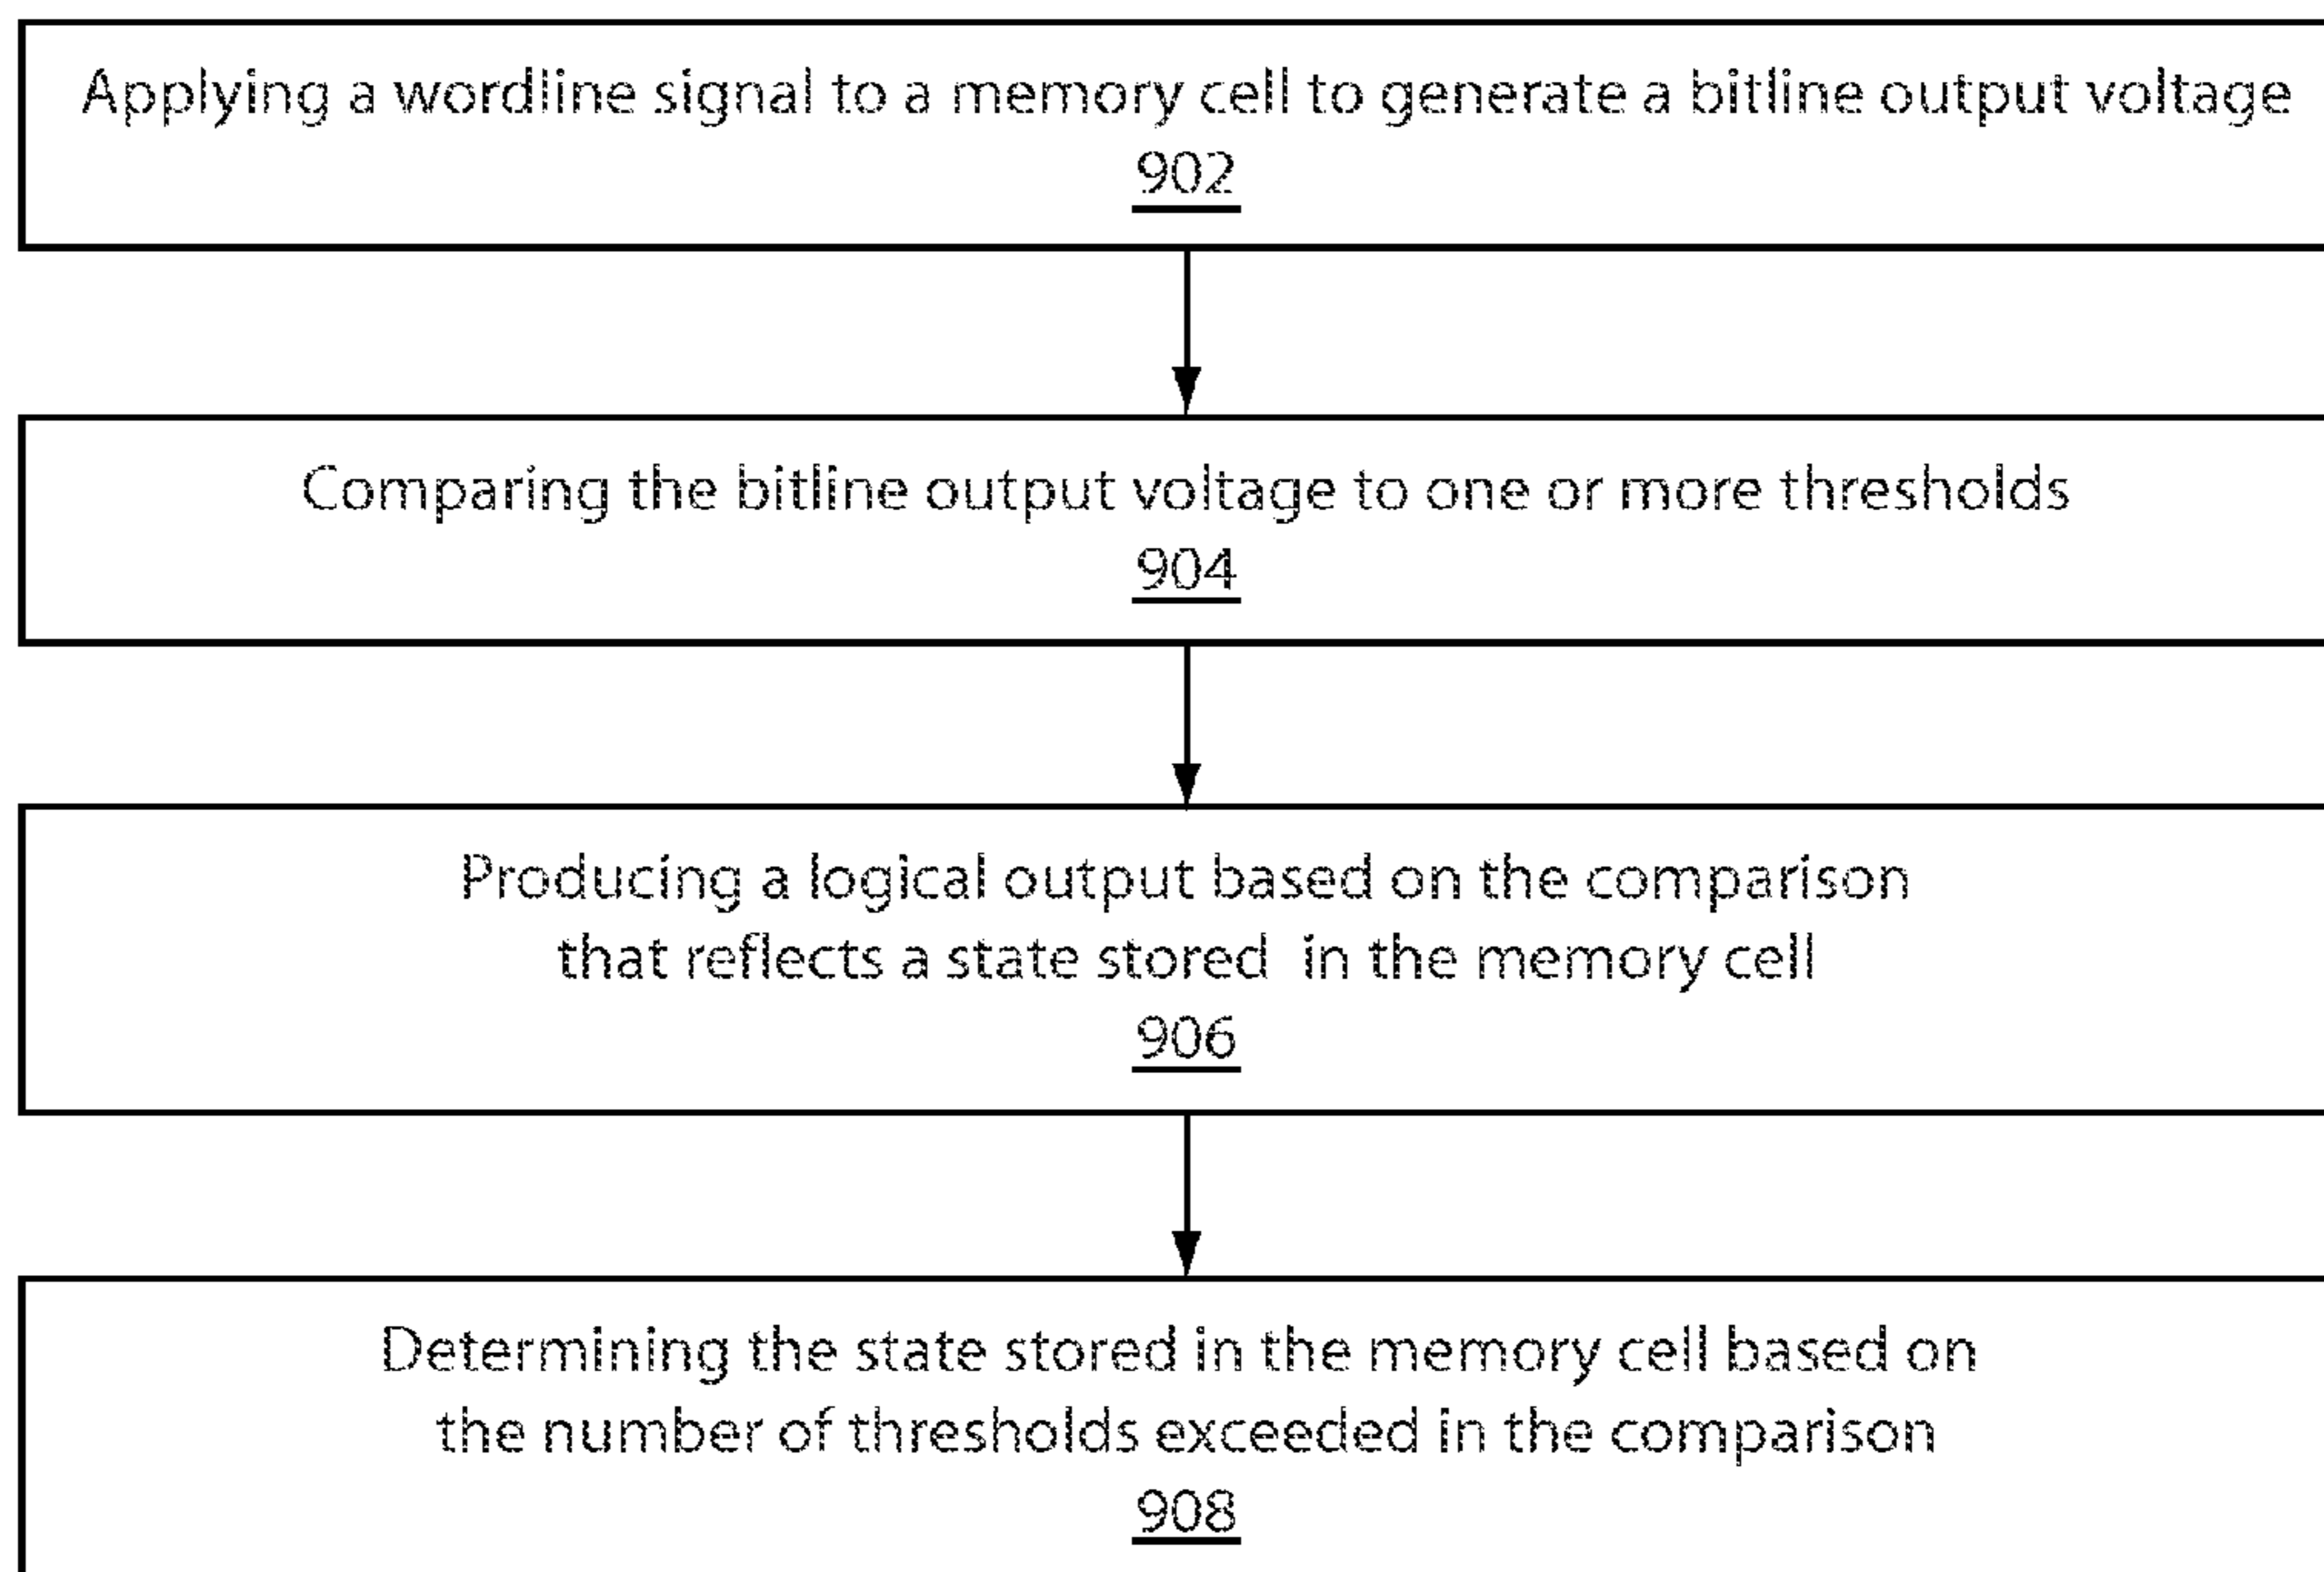 Applying a wordline signal to a memory cell to generate a bitline output voltage
902
Comparing the bitline output voltage to one or more thresholds
904
Producing a logical output based on the comparison
that reflects a state stored in the memory cell
906
Determining the state stored in the memory cell based on
the number of thresholds exceeded in the comparison
908